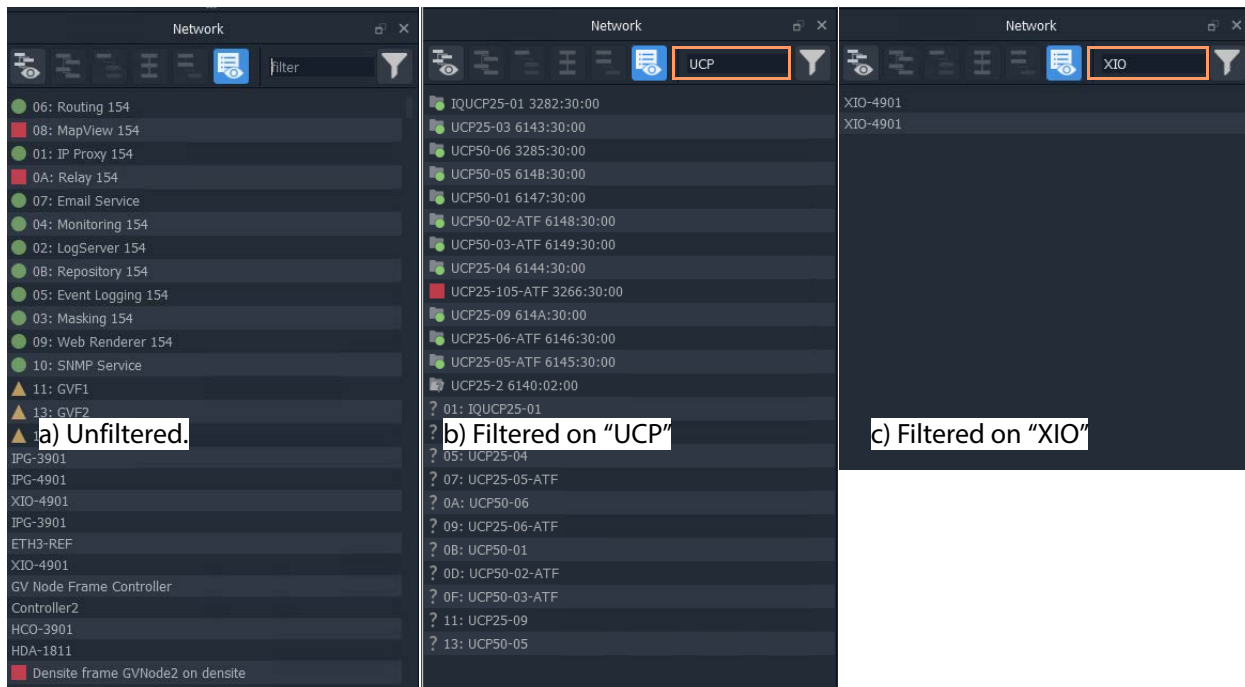 Network
filter
06: Routing 154
08: MapView 154
01: IP Proxy 154
0A: Relay 154
07: Email Service
04: Monitoring 154
02: LogServer 154
0B: Repository 154
05: Event Logging 154
03: Masking 154
09: Web Renderer 154
10: SNMP Service
11: GVF1
13: GVF2
a) Unfiltered.
IPG-3901
IPG-4901
XIO-4901
IPG-3901
ETH3-REF
XIO-4901
GV Node Frame Controller
Controller2
HCO-3901
HDA-1811
Densite frame GVNode2 on densite
Network
UCP
IQUCP25-01 3282:30:00
UCP25-03 6143:30:00
UCP50-06 3285:30:00
UCP50-05 614B:30:00
UCP50-01 6147:30:00
UCP50-02-ATF 6148:30:00
UCP50-03-ATF 6149:30:00
UCP25-04 6144:30:00
UCP25-105-ATF 3266:30:00
UCP25-09 614A:30:00
UCP25-06-ATF 6146:30:00
UCP25-05-ATF 6145:30:00
UCP25-2 6140:02:00
? 01: IQUCP25-01
?
b) Filtered on “UCP”
? 05: UCP25-04
? 07: UCP25-05-ATF
? 0A: UCP50-06
? 09: UCP25-06-ATF
? 0B: UCP50-01
? 0D: UCP50-02-ATF
? 0F: UCP50-03-ATF
? 11: UCP25-09
? 13: UCP50-05
Network
XIO
XIO-4901
XIO-4901
c) Filtered on “XIO”